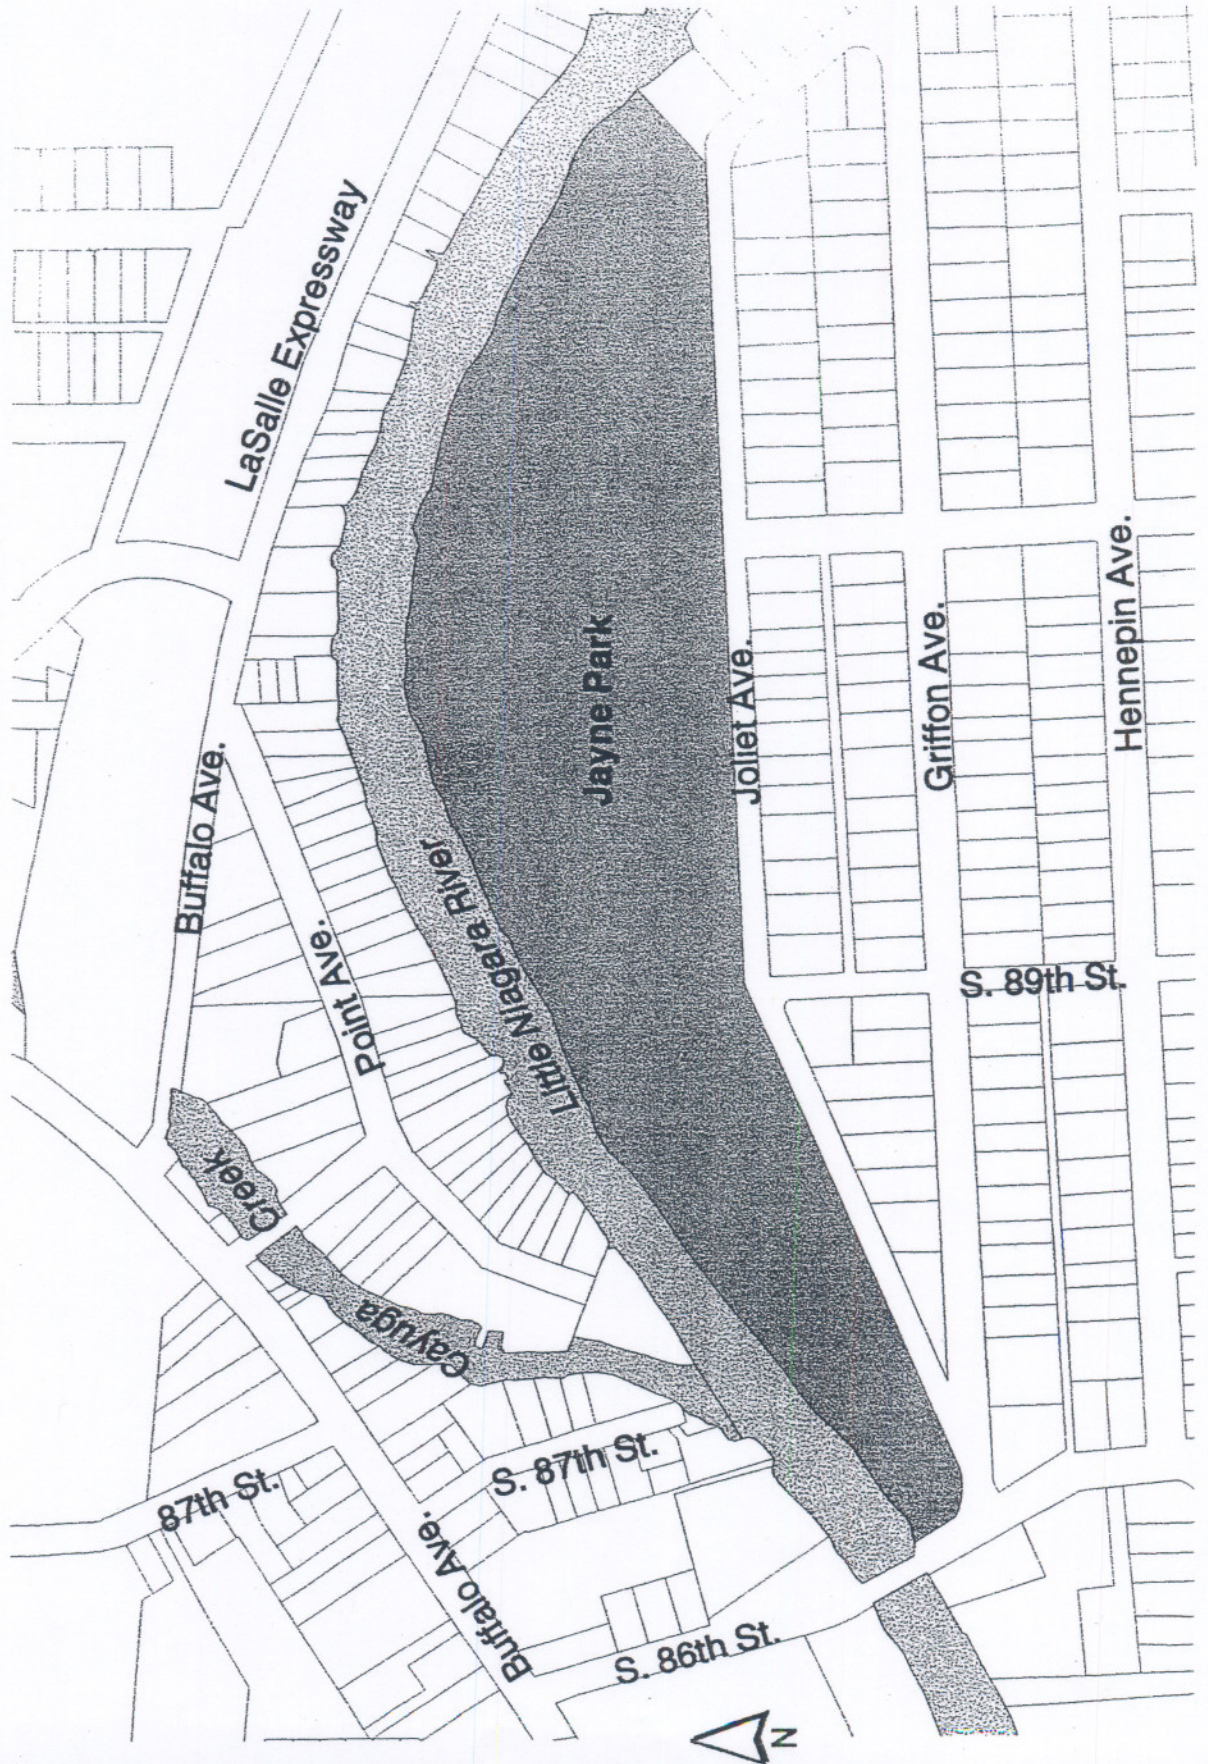 LaSalle Expressway
Buffalo Ave.
Point Ave.
Little Niagara River
Jayne Park
Joliet Ave.
Griffon Ave.
Hennepin Ave.
S. 89th St.
Cayuga
Creek
87th St.
S. 87th St.
Buffalo Ave.
S. 86th St.
N